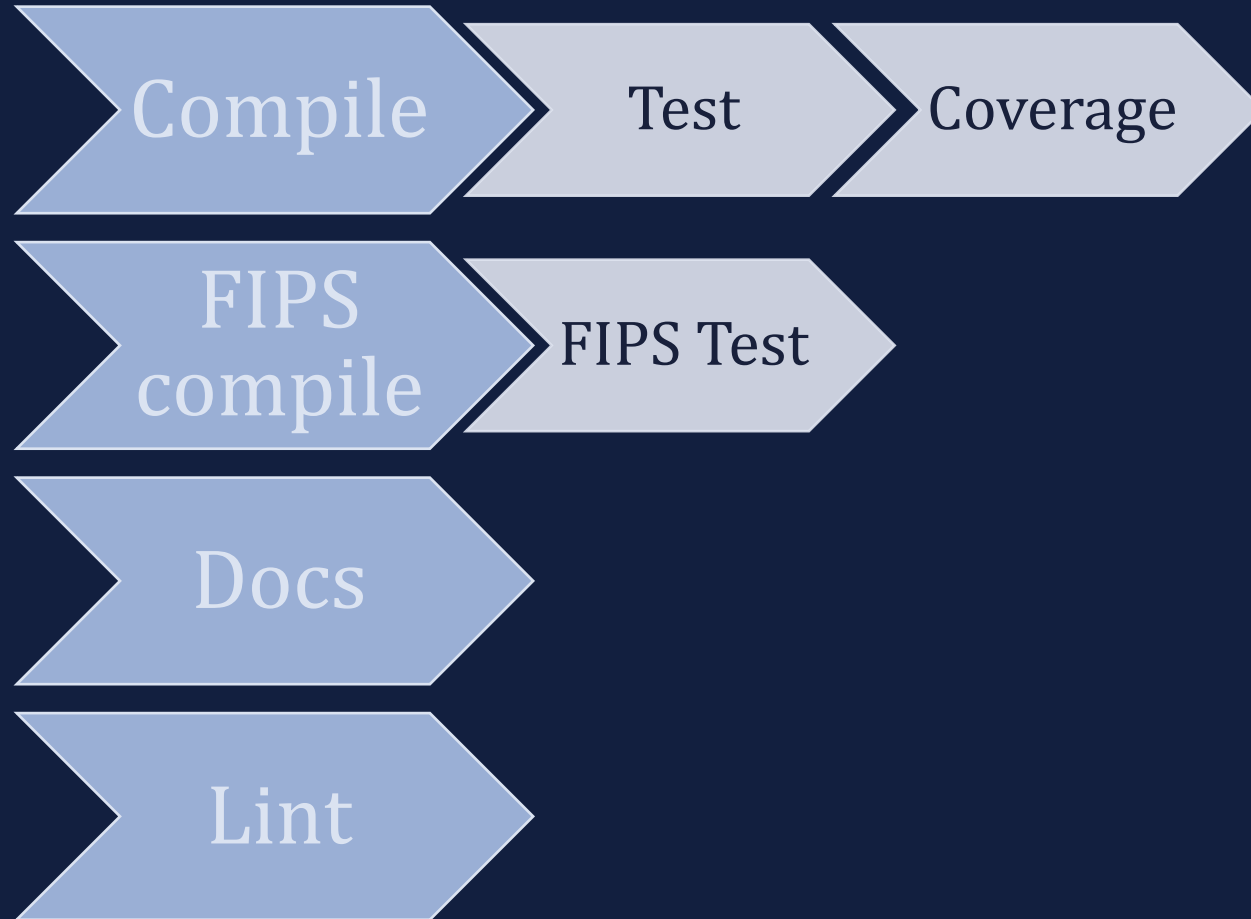 Compile
Test
Coverage
FIPS
compile
FIPS Test
Docs
Lint